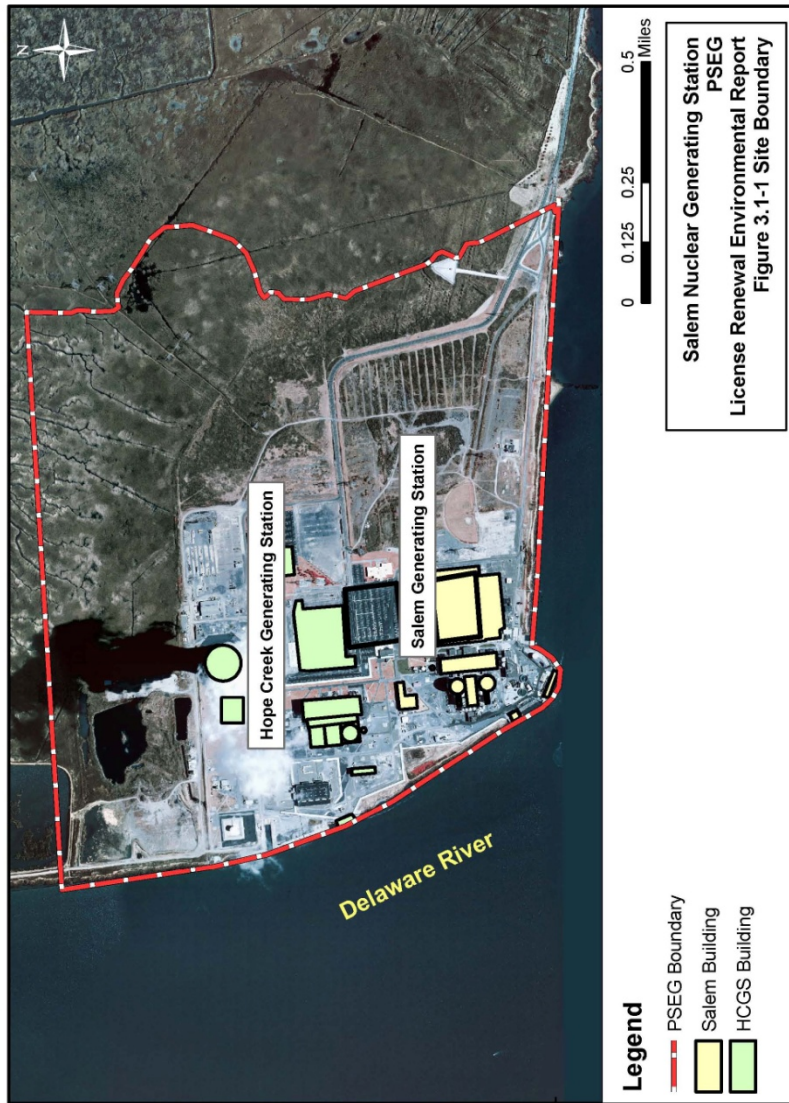 N
Hope Creek Generating Station
Salem Generating Station
Delaware River
Legend
PSEG Boundary
Salem Building
HCGS Building
0 0.125 0.25 0.5
Miles
Salem Nuclear Generating Station
PSEG
License Renewal Environmental Report
Figure 3.1-1 Site Boundary